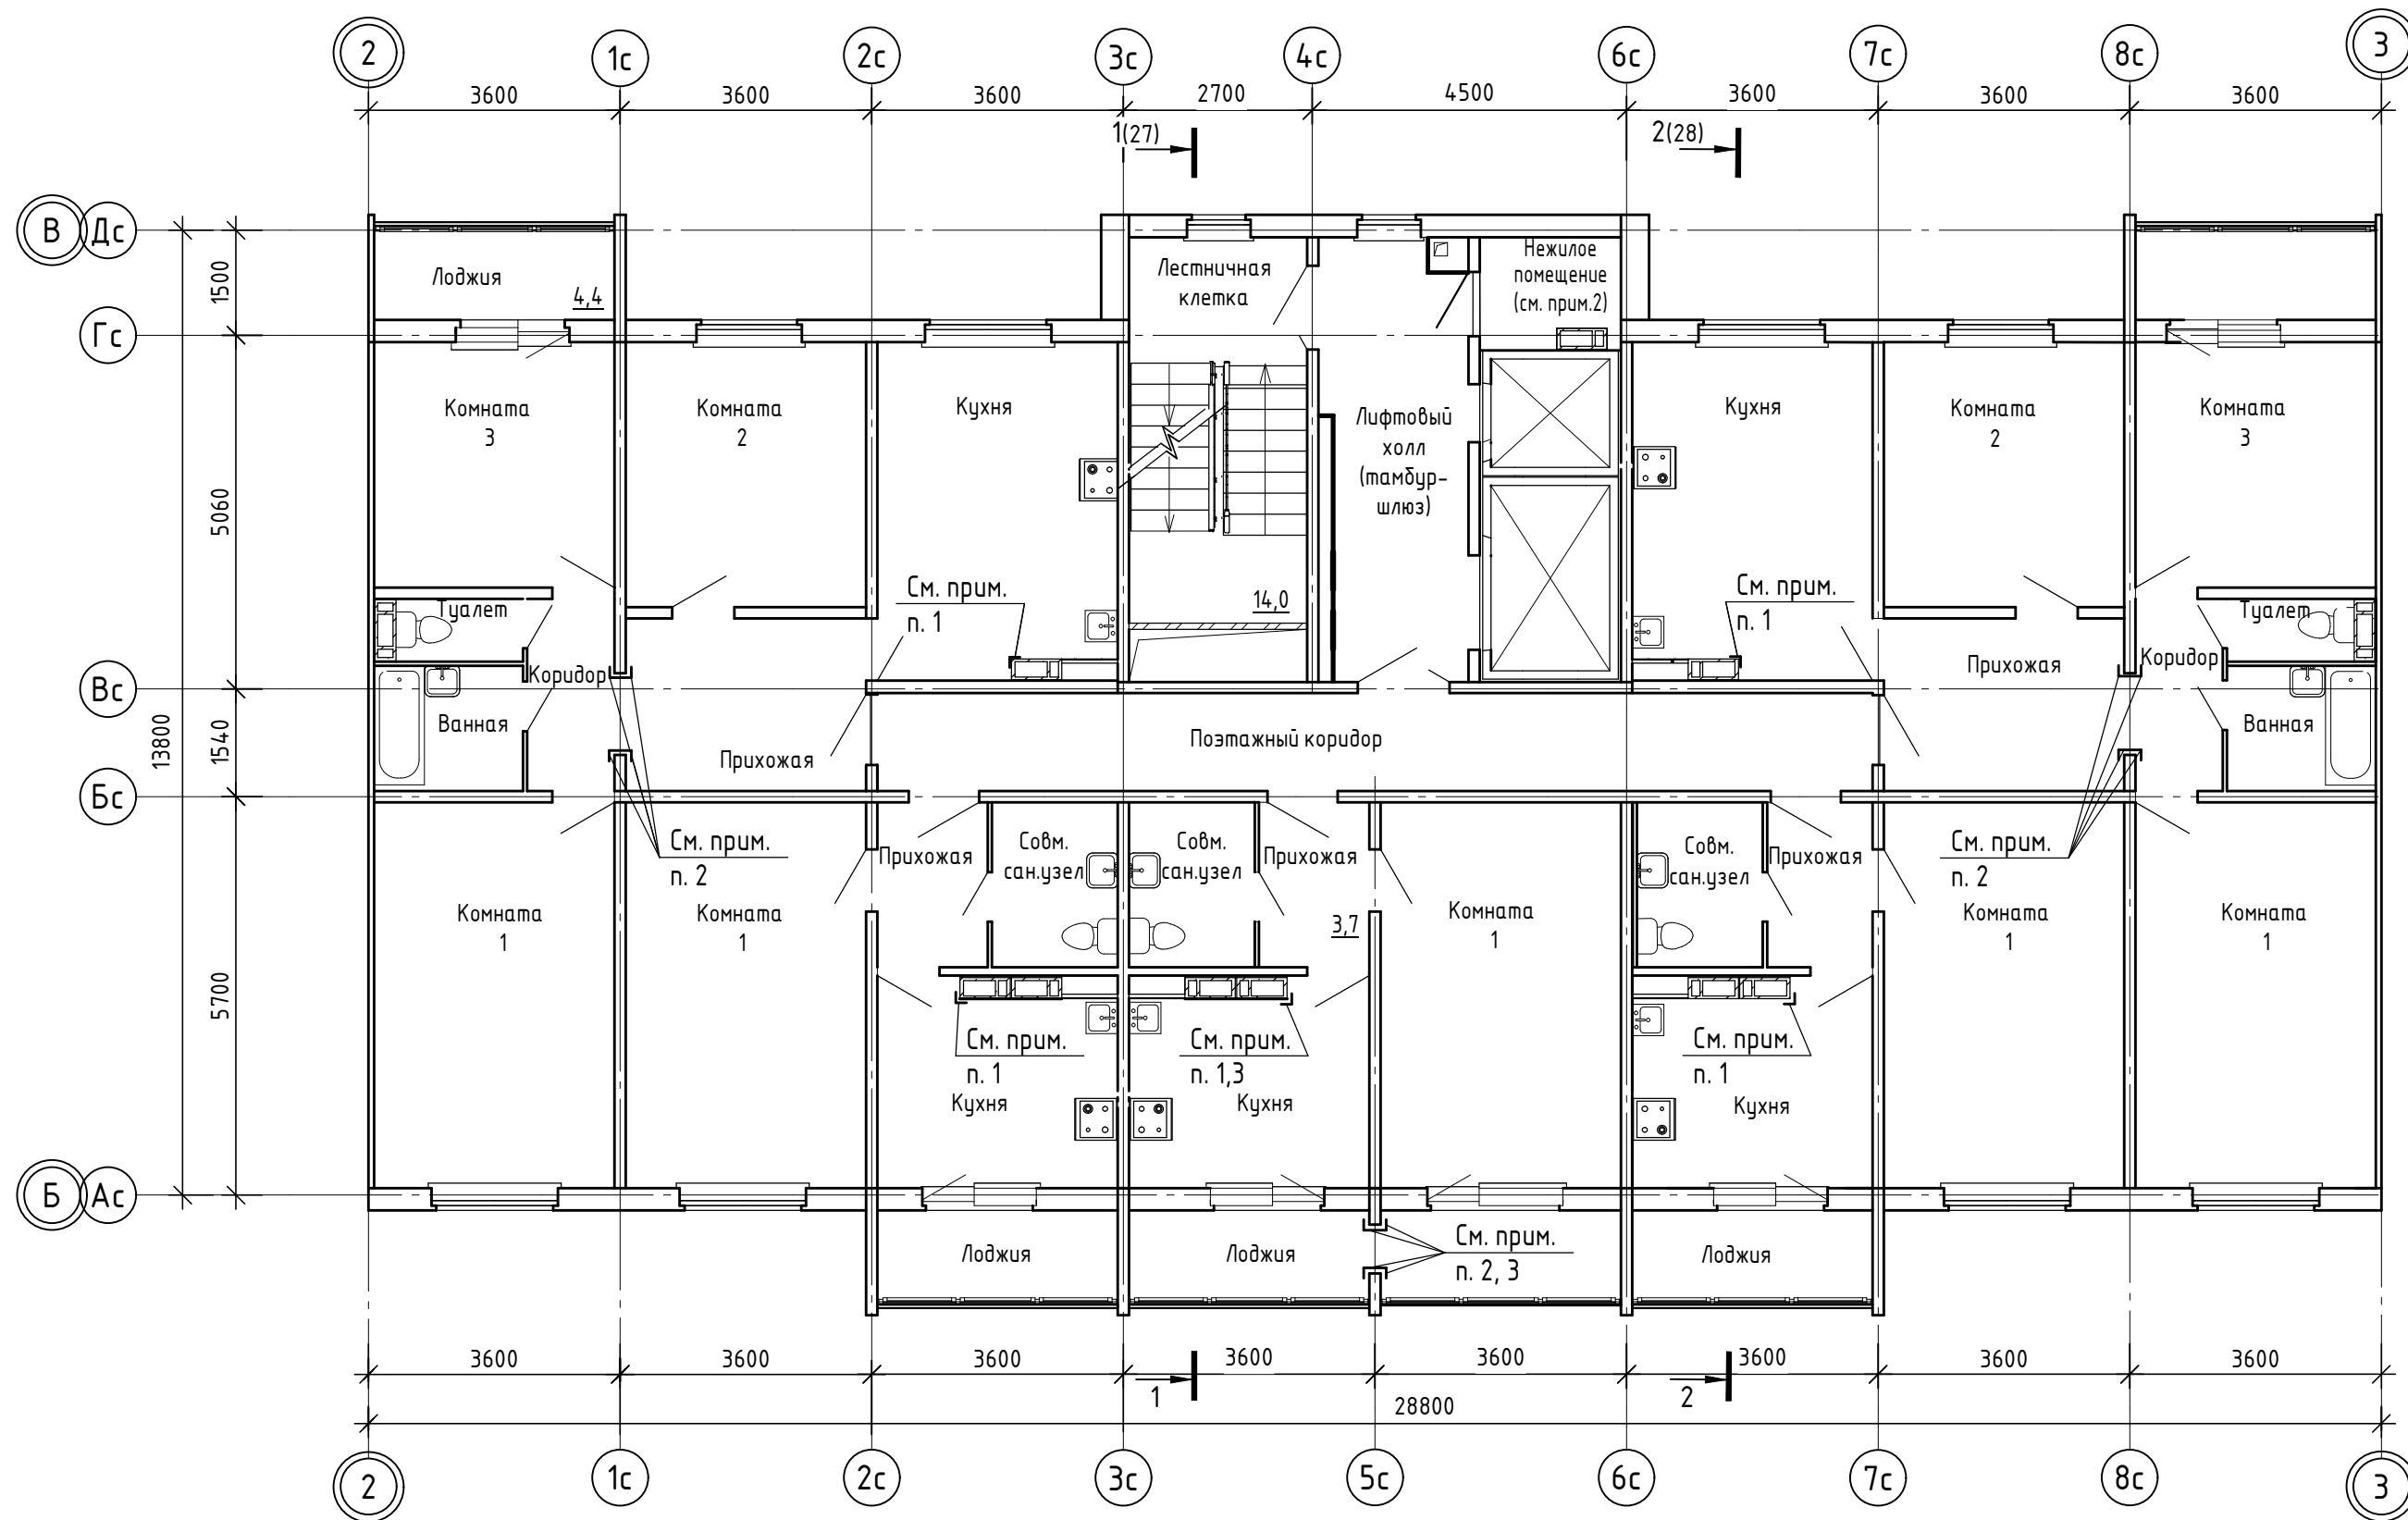 2
1с
2с
3с
4с
6с
7с
8с
3
3600
3600
3600
2700
4500
3600
3600
3600
1(27)
2(28)
В
Дс
Гс
Вс
Бс
Б
Ас
1500
5060
1540
5700
13800
Лоджия
4,4
Лестничная
клетка
Нежилое
помещение
(см. прим.2)
Комната
3
Комната
2
Кухня
Лифтовый
холл
(тамбур-
шлюз)
Кухня
Комната
2
Комната
3
См. прим.
п. 1
14,0
См. прим.
п. 1
Туалет
Коридор
Ванная
Прихожая
Поэтажный коридор
Прихожая
Туалет
Коридор
Ванная
См. прим.
п. 2
Прихожая
Совм.
сан.узел
Совм.
сан.узел
Прихожая
3,7
Совм.
сан.узел
Прихожая
См. прим.
п. 2
Комната
1
Комната
1
Комната
1
Комната
1
Комната
1
См. прим.
п. 1
См. прим.
п. 1,3
См. прим.
п. 1
Кухня
Кухня
Кухня
Лоджия
Лоджия
См. прим.
п. 2, 3
Лоджия
3600
3600
3600
3600
3600
3600
3600
3600
1
2
28800
2
1с
2с
3с
5с
6с
7с
8с
3